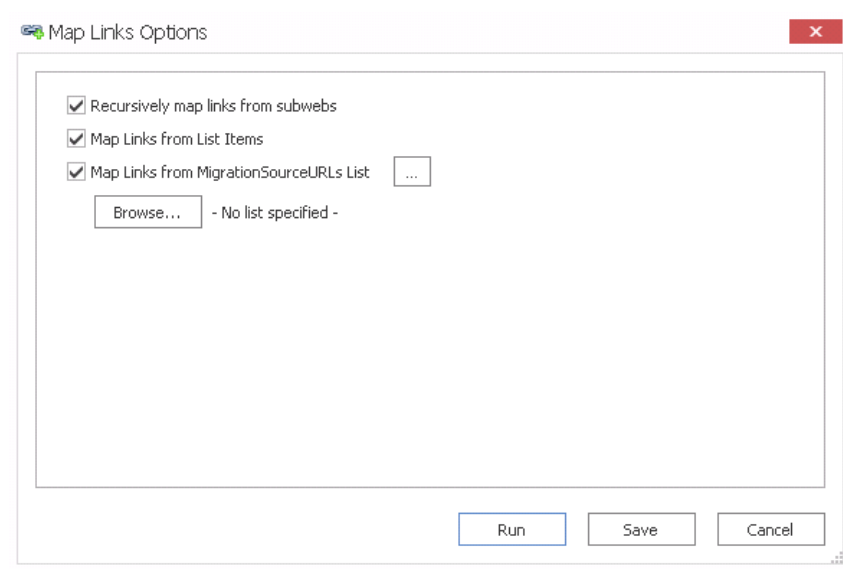 Map Links Options
Recursively map links from subwebs
Map Links from List Items
Map Links from MigrationSourceURLs List ...
Browse... - No list specified -
Run Save Cancel